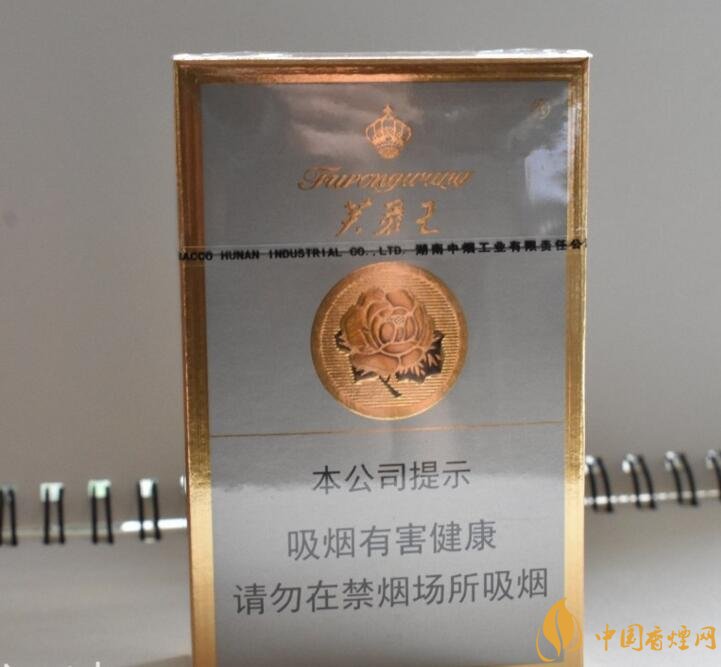 Furongwang
芙蓉王
ACCO HUNAN INDUSTRIAL CO.,LTD. 湖南中烟工业有限责任公
本公司提示
吸烟有害健康
请勿在禁烟场所吸烟
中国香烟网